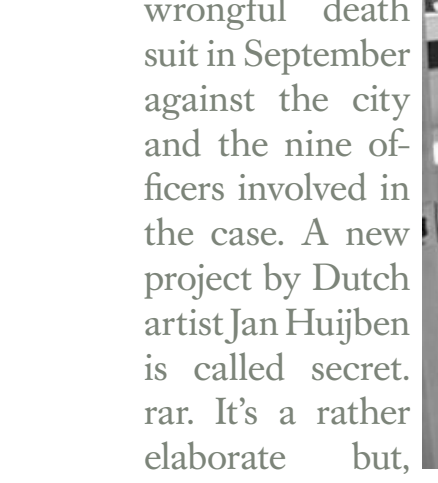 wrongful death
suit in September
against the city
and the nine of-
ficers involved in
the case. A new
project by Dutch
artist Jan Huijben
is called secret.
rar. It’s a rather
elaborate but,